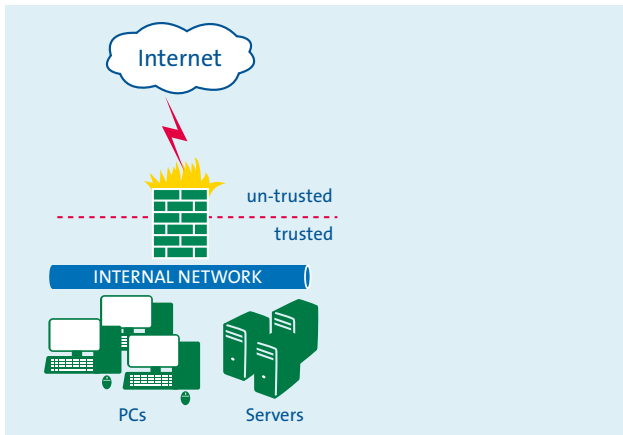 Internet
un-trusted
trusted
INTERNAL NETWORK
PCs
Servers